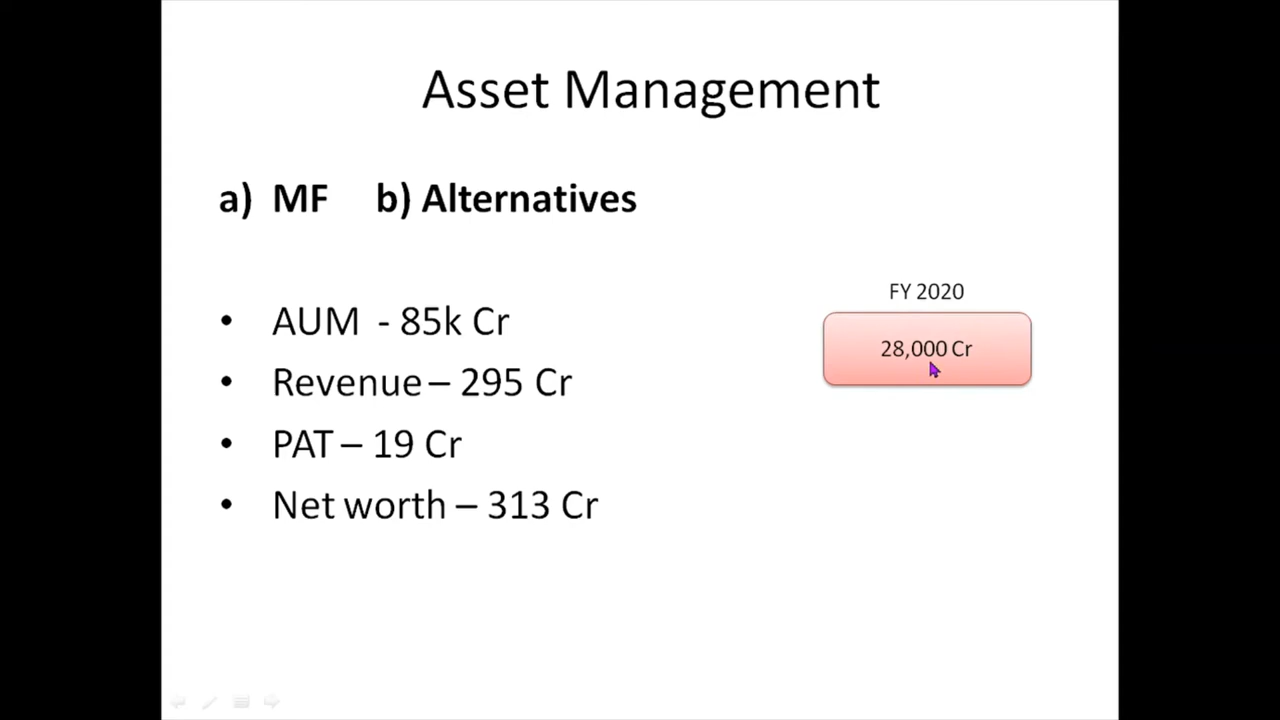 Asset Management
a) MF b) Alternatives
FY 2020
• AUM - 85k Cr
28,000 Cr
• Revenue – 295 Cr
• PAT – 19 Cr
• Net worth – 313 Cr